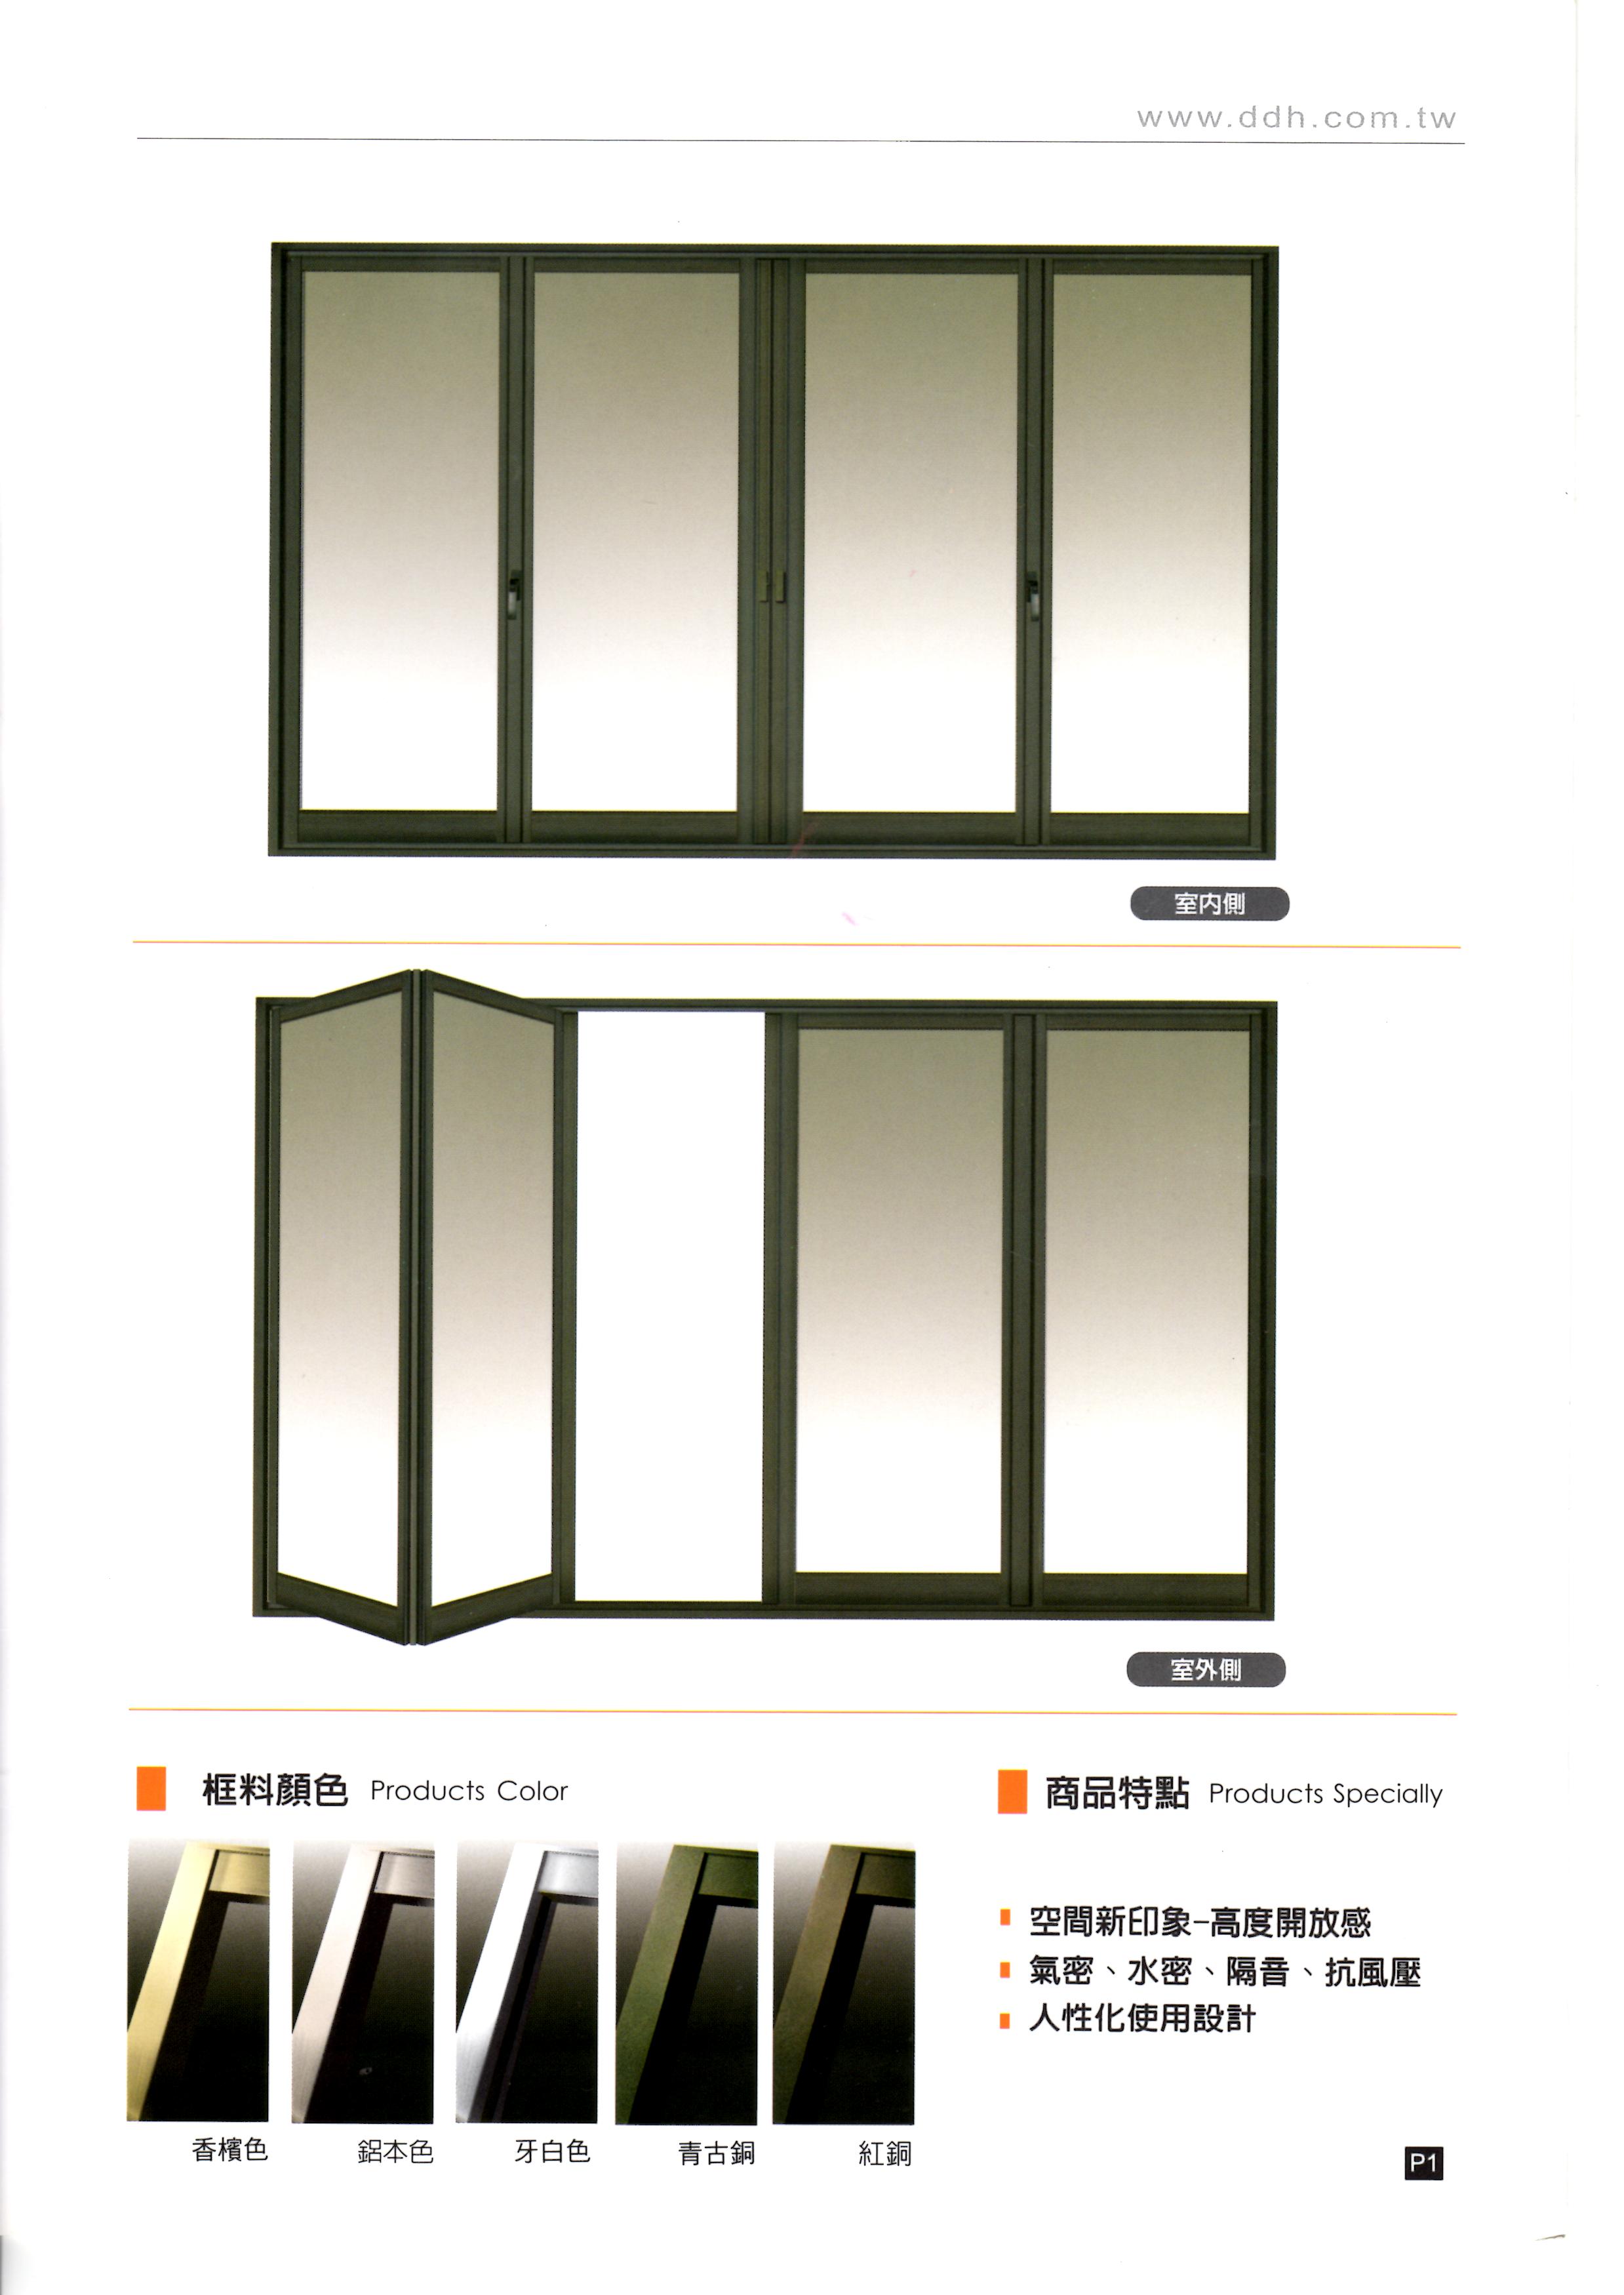 www.ddh.com.tw
室内側
室外側
框料顏色 Products Color
香檳色
鋁本色
牙白色
青古銅
紅銅
商品特點 Products Specially
空間新印象-高度開放感
氣密、水密、隔音、抗風壓
人性化使用設計
P1